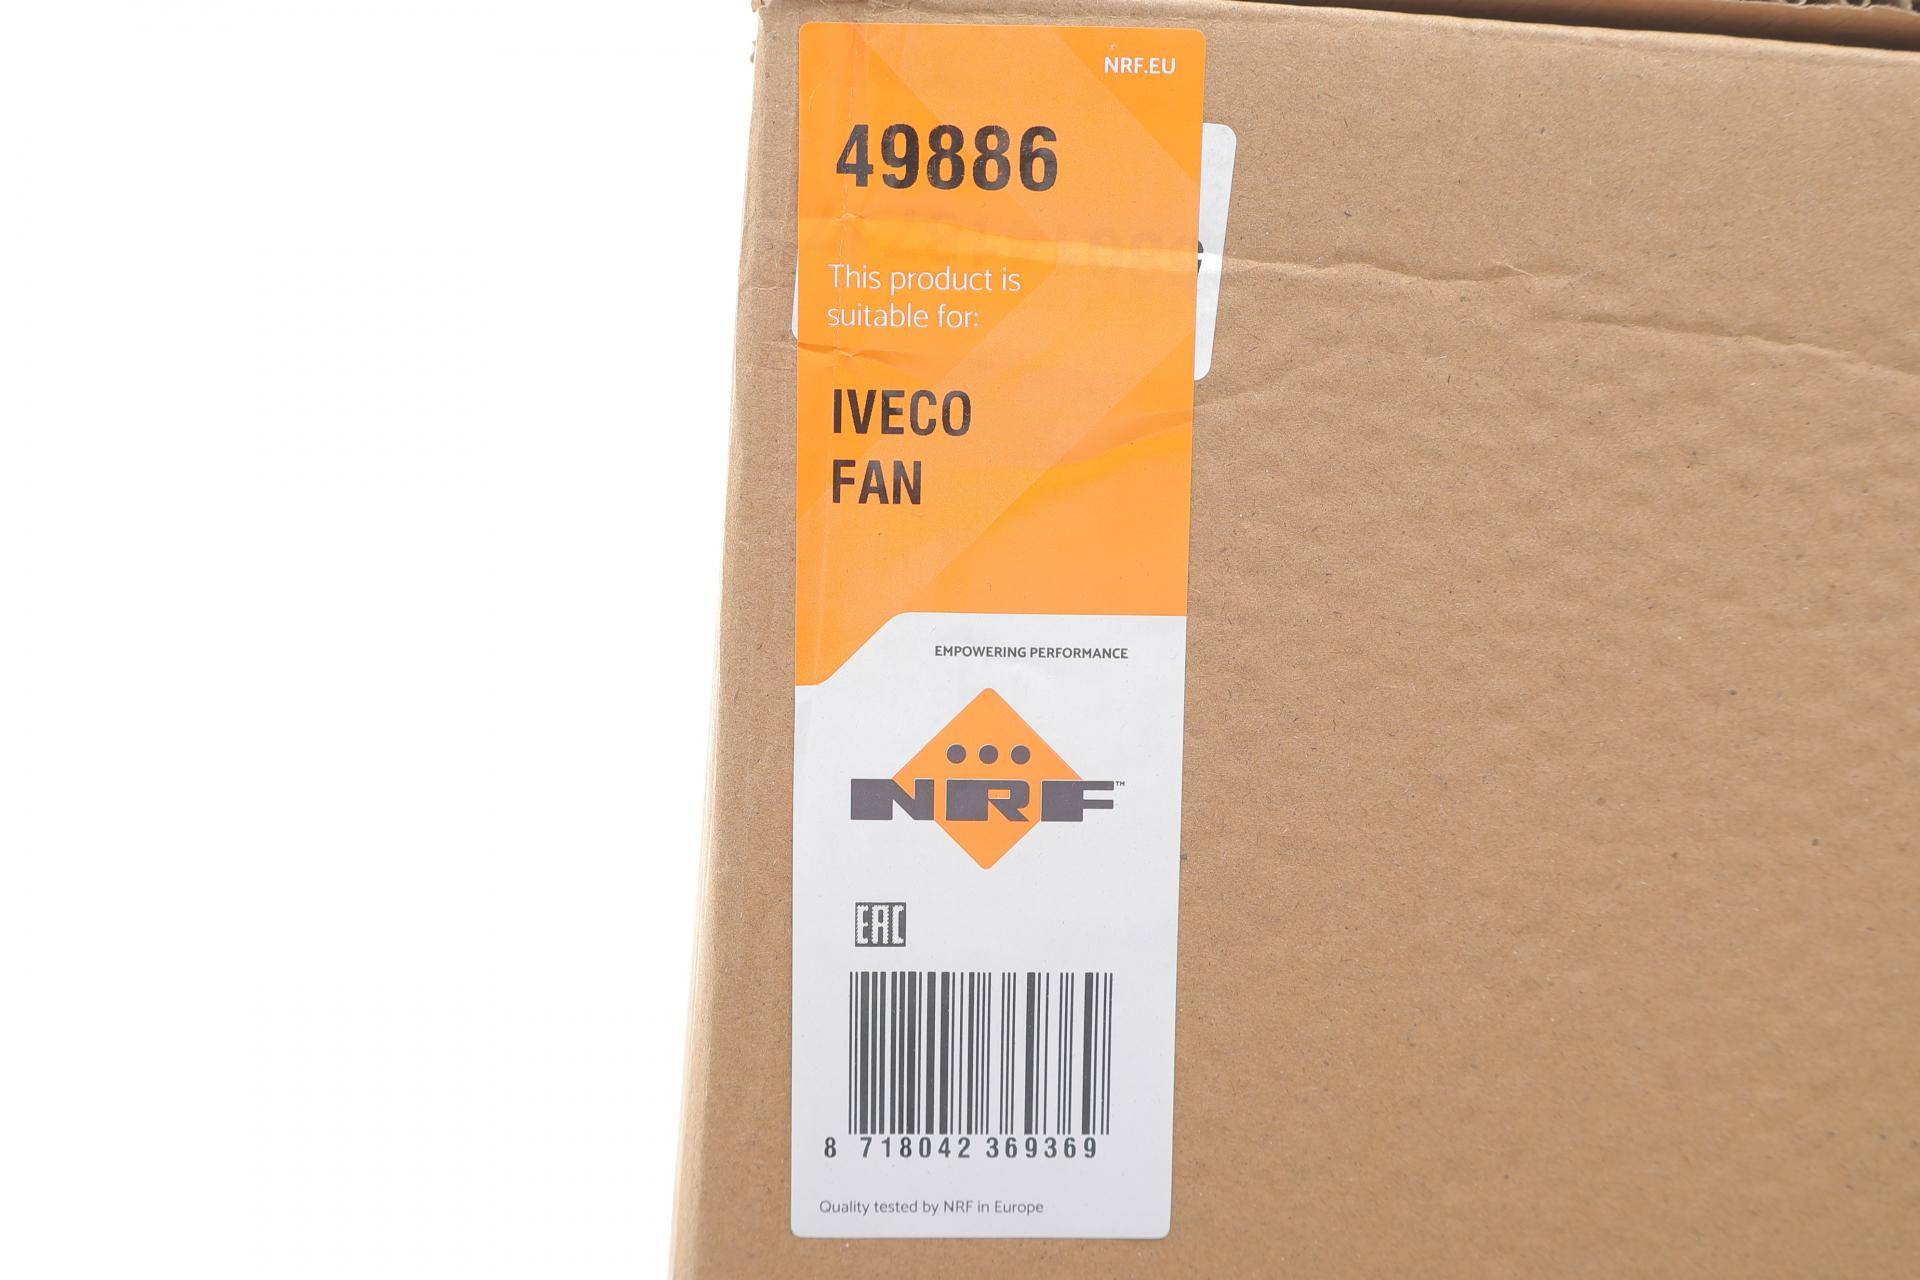 NRF.EU
49886
This product is
suitable for:
IVECO
FAN
EMPOWERING PERFORMANCE
NRF™
EAC
8 718042 369369
Quality tested by NRF in Europe